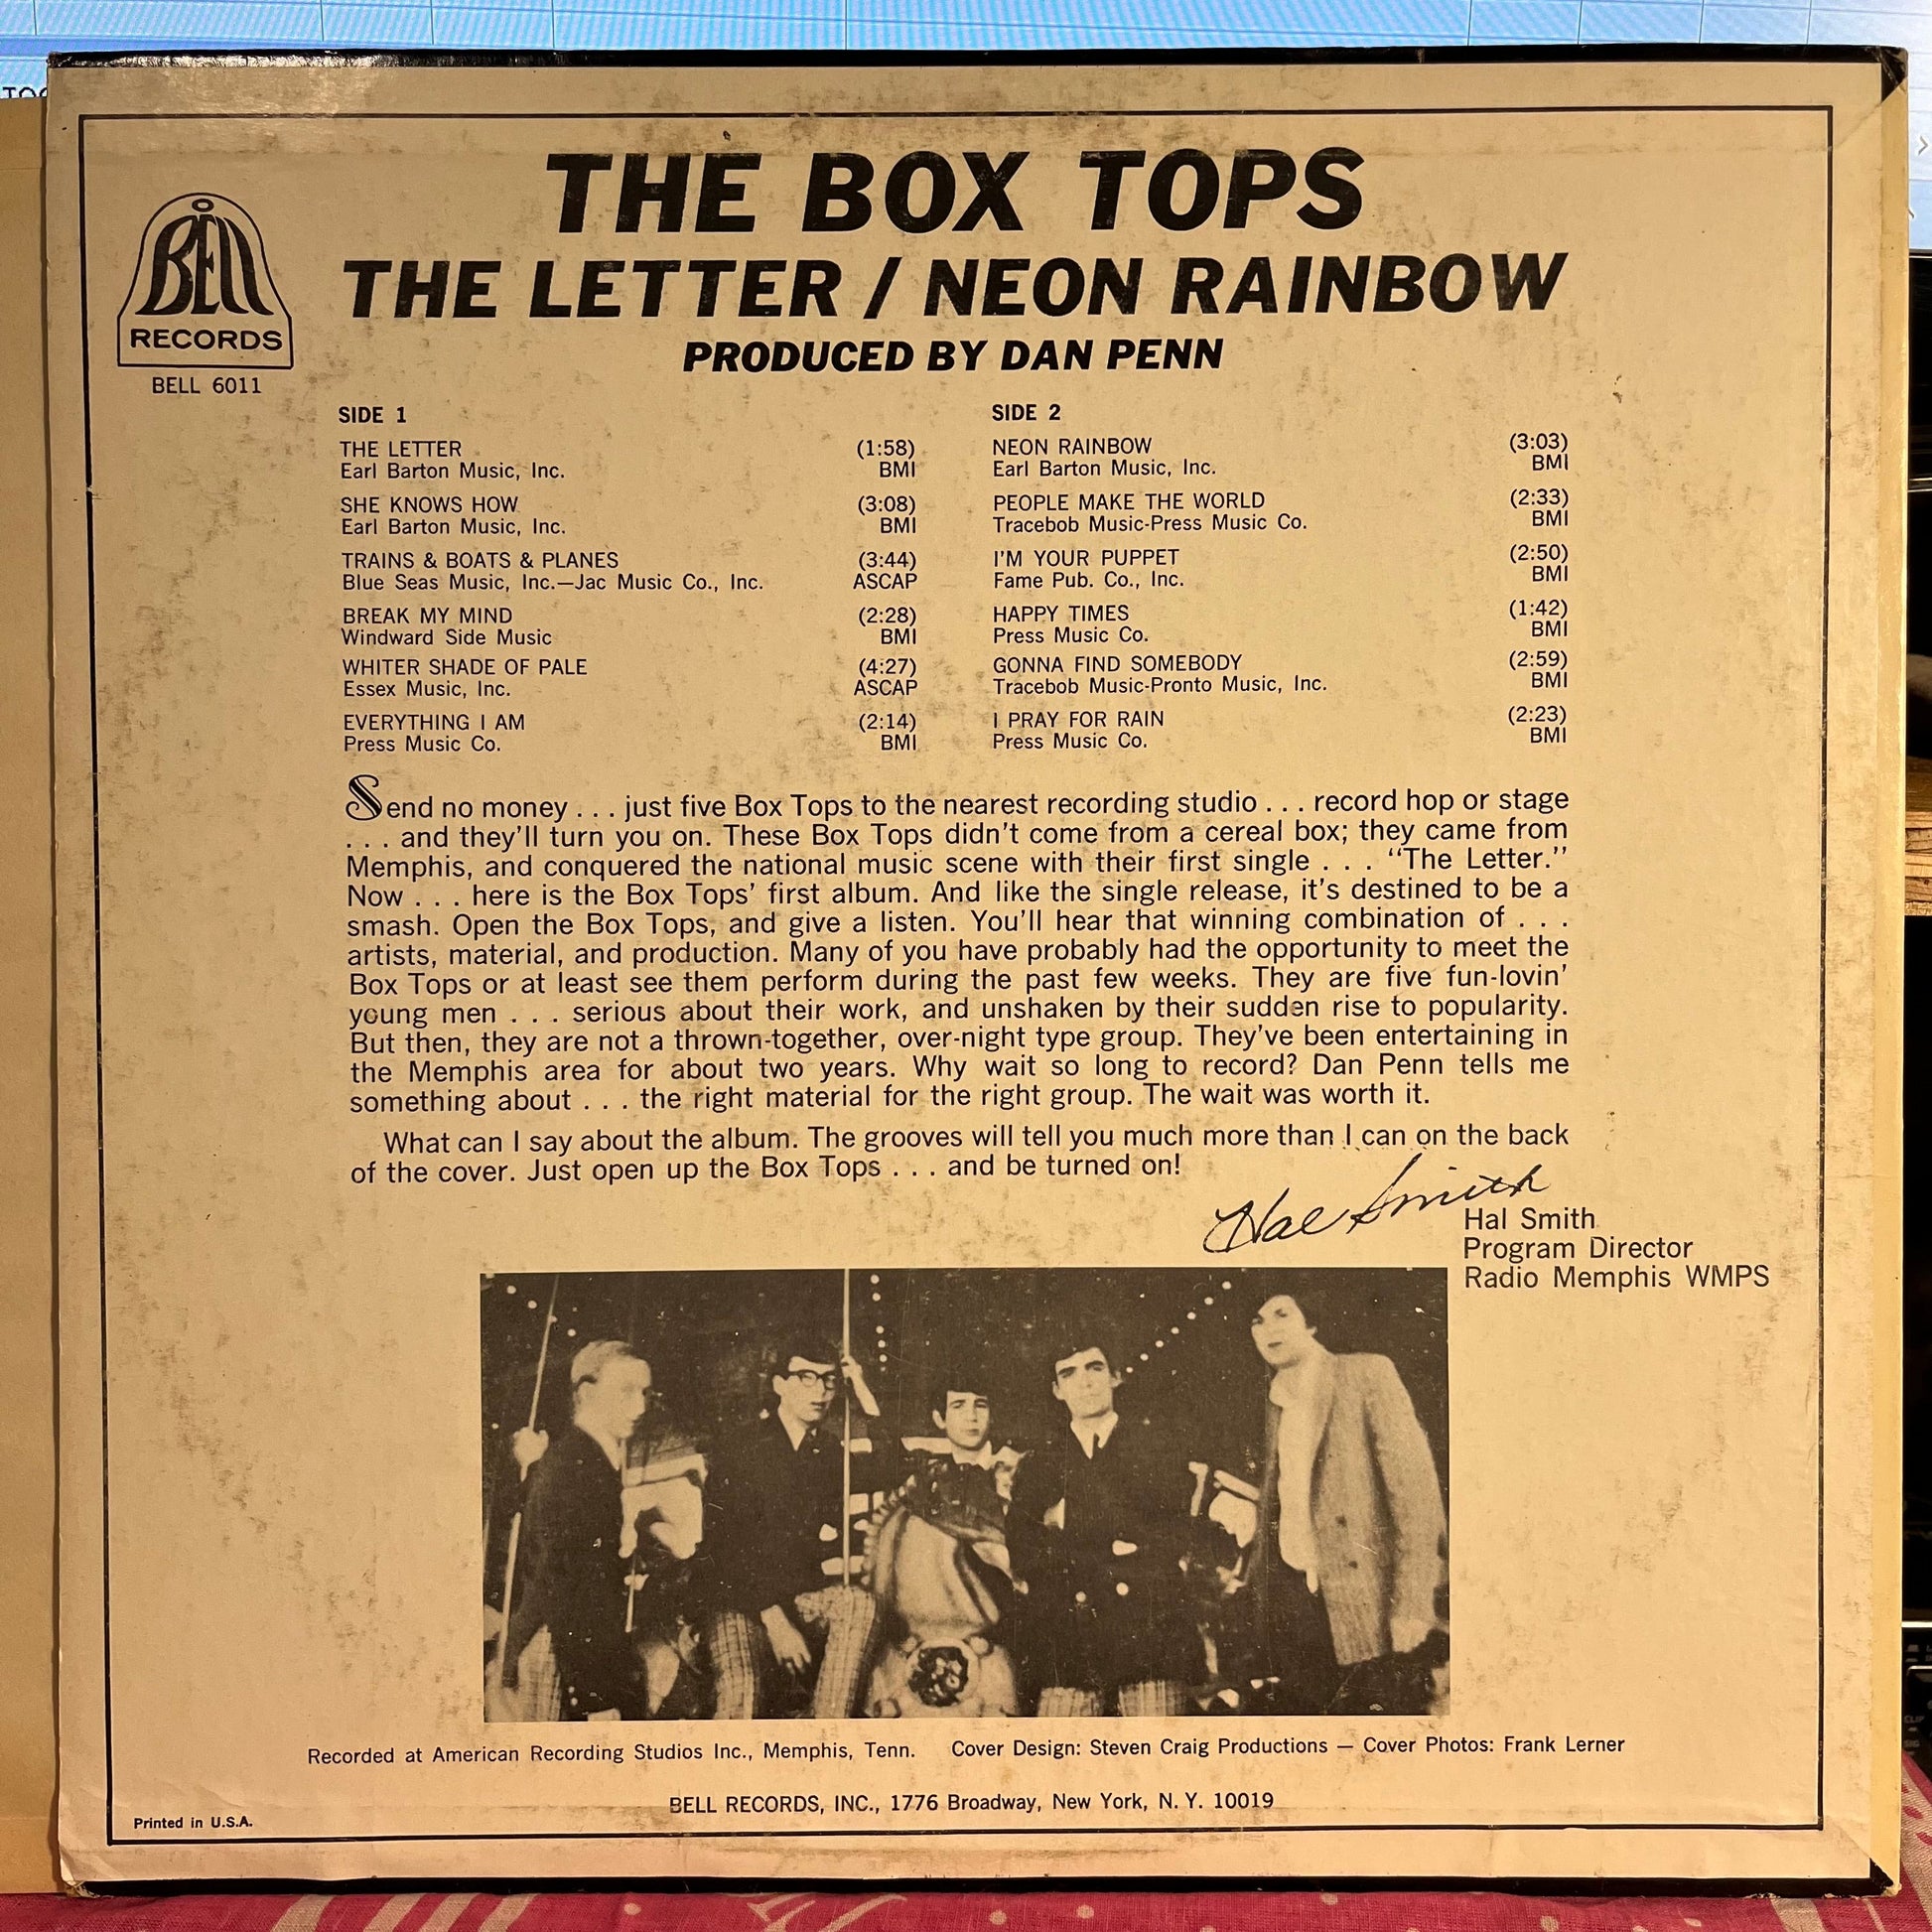 THE BOX TOPS
THE LETTER / NEON RAINBOW
PRODUCED BY DAN PENN
BELL
RECORDS
BELL 6011
SIDE 1
THE LETTER (1:58)
Earl Barton Music, Inc. BMI
SHE KNOWS HOW (3:08)
Earl Barton Music, Inc. BMI
TRAINS & BOATS & PLANES (3:44)
Blue Seas Music, Inc.—Jac Music Co., Inc. ASCAP
BREAK MY MIND (2:28)
Windward Side Music BMI
WHITER SHADE OF PALE (4:27)
Essex Music, Inc. ASCAP
EVERYTHING I AM (2:14)
Press Music Co. BMI
SIDE 2
NEON RAINBOW (3:03)
Earl Barton Music, Inc. BMI
PEOPLE MAKE THE WORLD (2:33)
Tracebob Music-Press Music Co. BMI
I'M YOUR PUPPET (2:50)
Fame Pub. Co., Inc. BMI
HAPPY TIMES (1:42)
Press Music Co. BMI
GONNA FIND SOMEBODY (2:59)
Tracebob Music-Pronto Music, Inc. BMI
I PRAY FOR RAIN (2:23)
Press Music Co. BMI
Send no money . . . just five Box Tops to the nearest recording studio . . . record hop or stage
. . . and they'll turn you on. These Box Tops didn't come from a cereal box; they came from
Memphis, and conquered the national music scene with their first single . . . "The Letter."
Now . . . here is the Box Tops' first album. And like the single release, it's destined to be a
smash. Open the Box Tops, and give a listen. You'll hear that winning combination of . . .
artists, material, and production. Many of you have probably had the opportunity to meet the
Box Tops or at least see them perform during the past few weeks. They are five fun-lovin'
young men . . . serious about their work, and unshaken by their sudden rise to popularity.
But then, they are not a thrown-together, over-night type group. They've been entertaining in
the Memphis area for about two years. Why wait so long to record? Dan Penn tells me
something about . . . the right material for the right group. The wait was worth it.
What can I say about the album. The grooves will tell you much more than I can on the back
of the cover. Just open up the Box Tops . . . and be turned on!
Hal Smith
Hal Smith
Program Director
Radio Memphis WMPS
Recorded at American Recording Studios Inc., Memphis, Tenn. Cover Design: Steven Craig Productions — Cover Photos: Frank Lerner
BELL RECORDS, INC., 1776 Broadway, New York, N. Y. 10019
Printed in U.S.A.